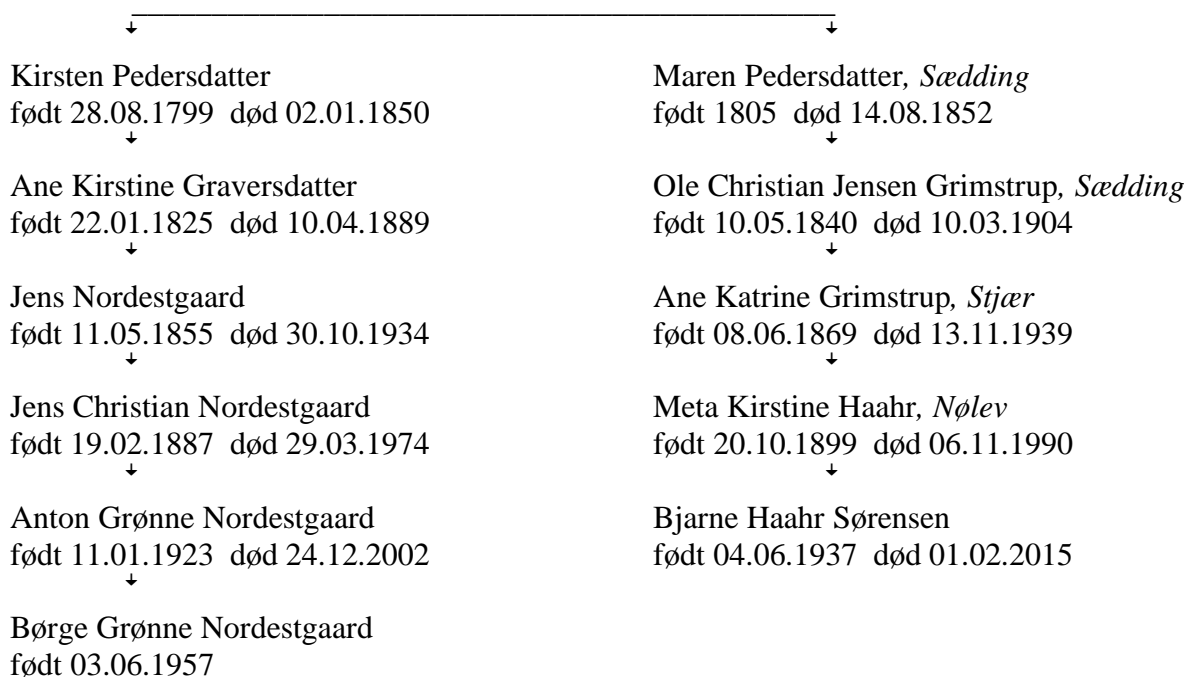 Kirsten Pedersdatter
født 28.08.1799 død 02.01.1850
Ane Kirstine Graversdatter
født 22.01.1825 død 10.04.1889
Jens Nordestgaard
født 11.05.1855 død 30.10.1934
Jens Christian Nordestgaard
født 19.02.1887 død 29.03.1974
Anton Grønne Nordestgaard
født 11.01.1923 død 24.12.2002
Børge Grønne Nordestgaard
født 03.06.1957
Maren Pedersdatter, Sædding
født 1805 død 14.08.1852
Ole Christian Jensen Grimstrup, Sædding
født 10.05.1840 død 10.03.1904
Ane Katrine Grimstrup, Stjær
født 08.06.1869 død 13.11.1939
Meta Kirstine Haahr, Nølev
født 20.10.1899 død 06.11.1990
Bjarne Haahr Sørensen
født 04.06.1937 død 01.02.2015